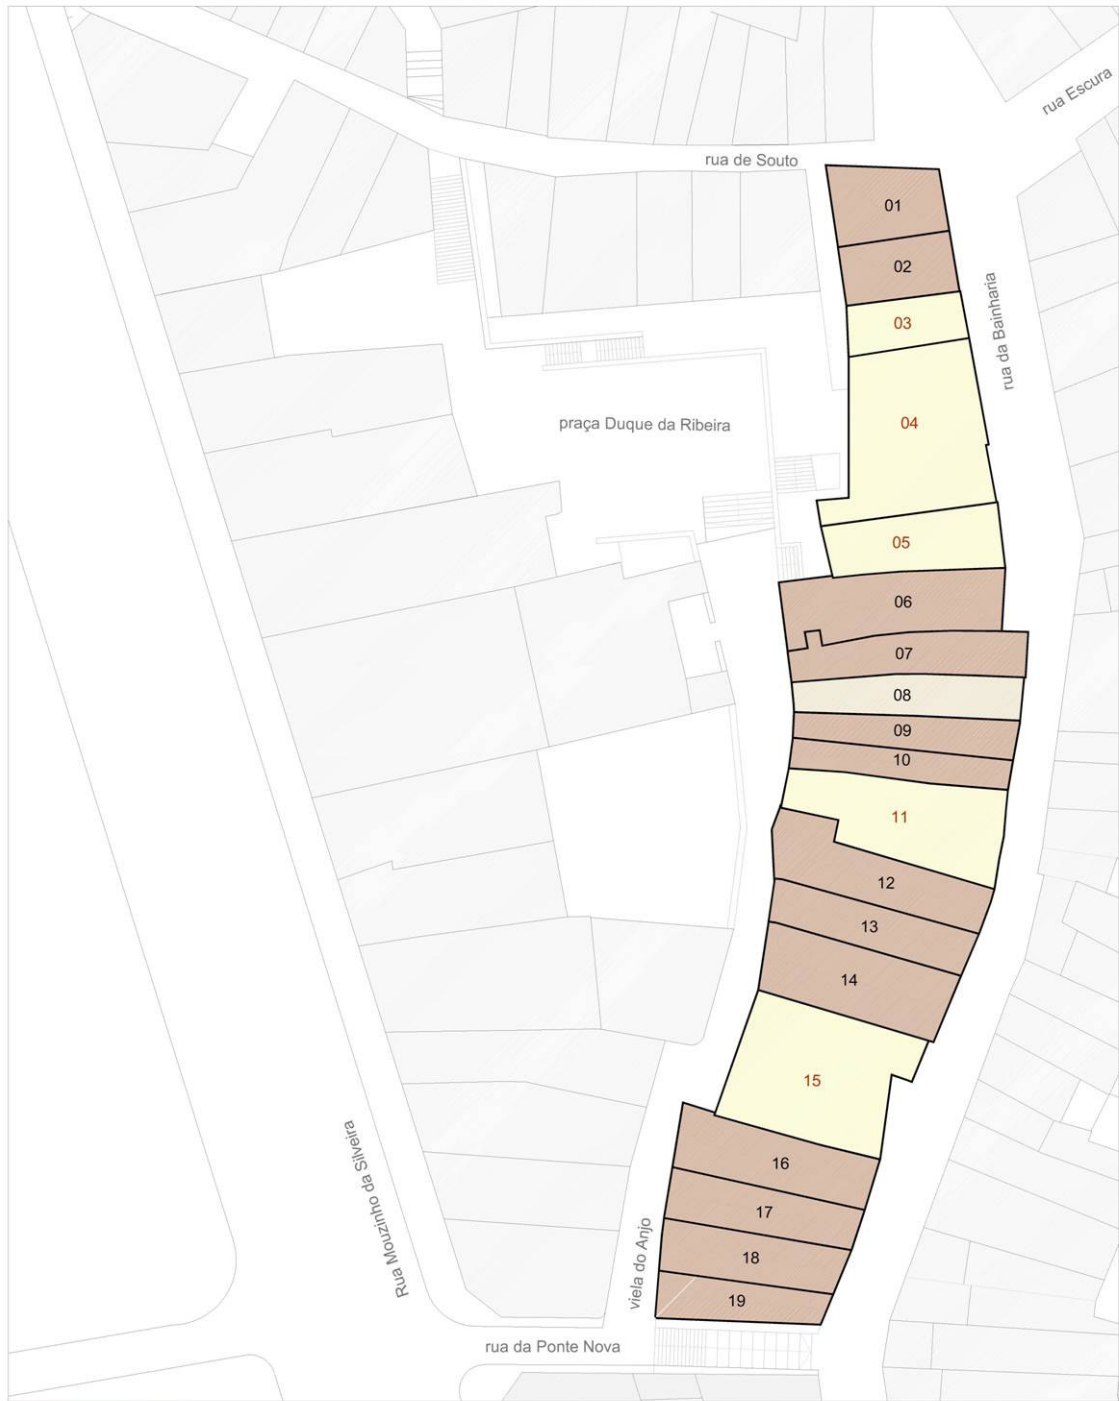 rua Escura
rua de Souto
01
02
rua da Bainharia
03
04
praça Duque da Ribeira
05
06
07
08
09
10
11
12
13
14
15
Rua Mouzinho da Silveira
16
17
viela do Anjo
18
19
rua da Ponte Nova